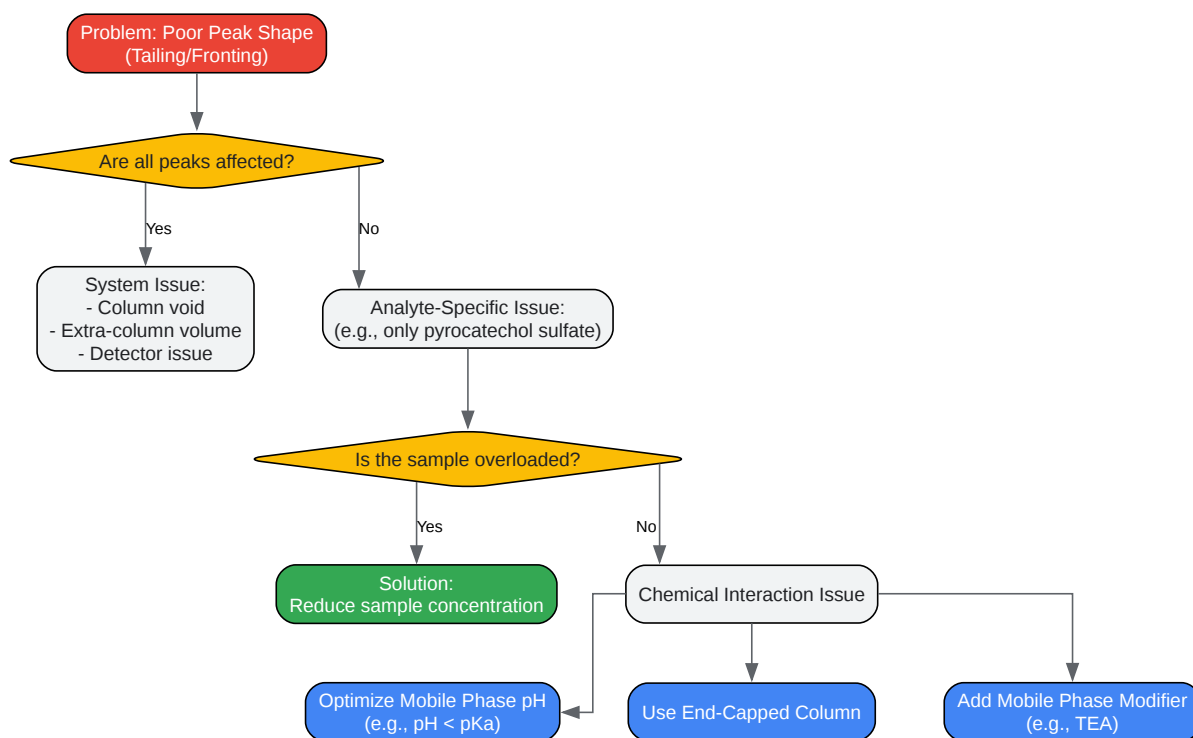 Problem: Poor Peak Shape
(Tailing/Fronting)
Are all peaks affected?
Yes
No
System Issue:
- Column void
- Extra-column volume
- Detector issue
Analyte-Specific Issue:
(e.g., only pyrocatechol sulfate)
Is the sample overloaded?
Yes
No
Solution:
Reduce sample concentration
Chemical Interaction Issue
Optimize Mobile Phase pH
(e.g., pH < pKa)
Use End-Capped Column
Add Mobile Phase Modifier
(e.g., TEA)